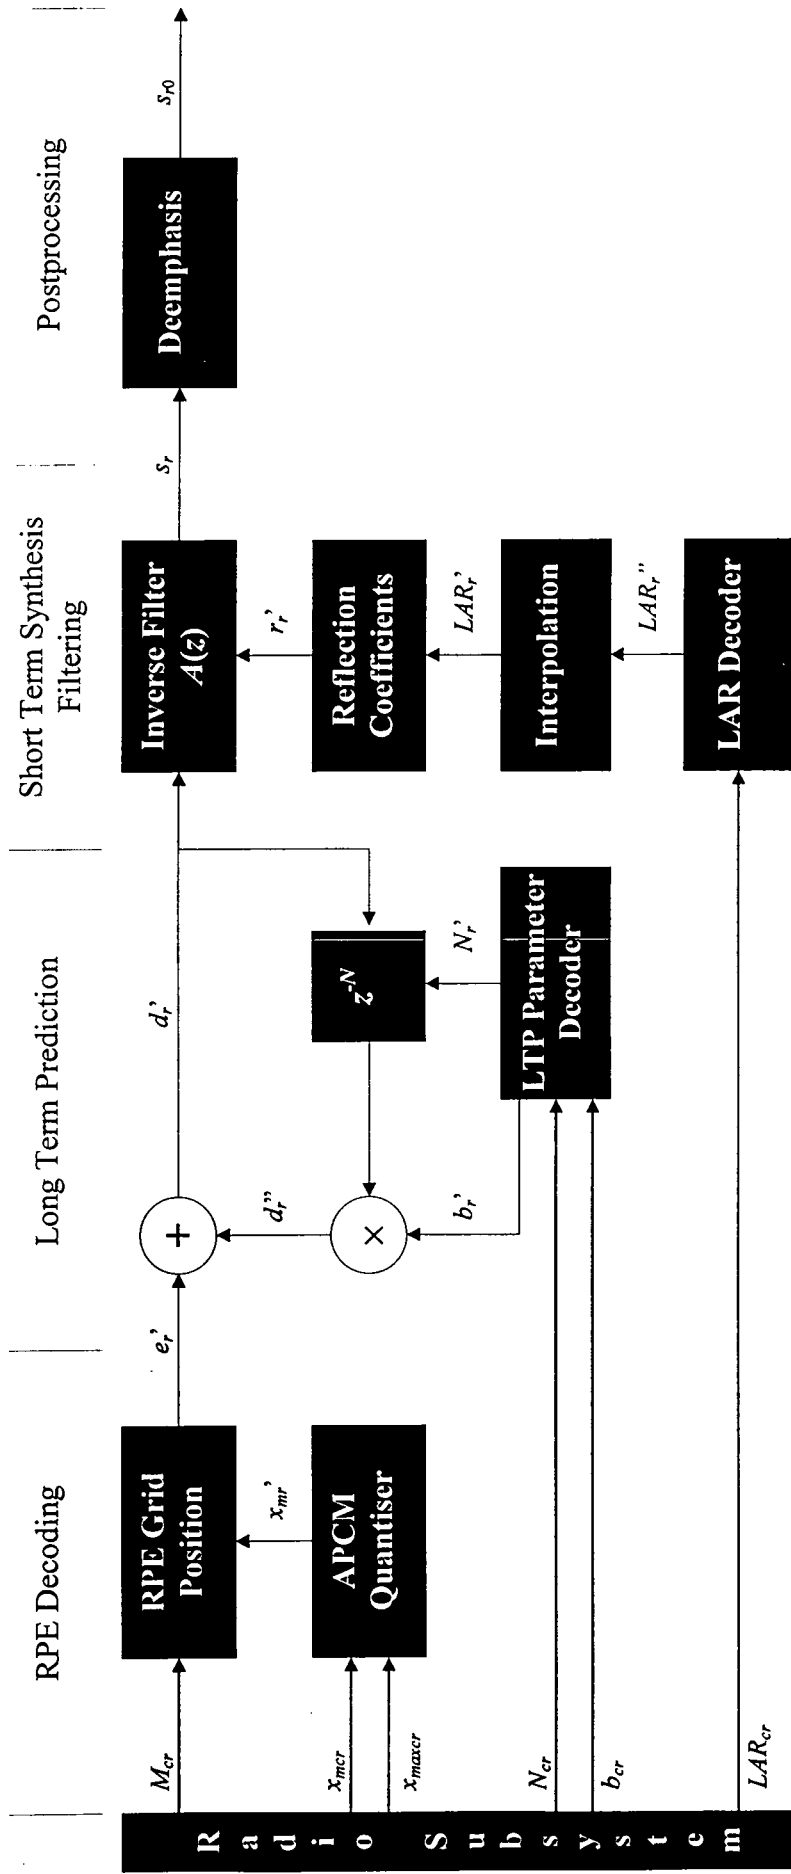 RPE Decoding
Long Term Prediction
Short Term Synthesis
Filtering
Postprocessing
Radio Subsystem
M_cr
RPE Grid
Position
e_r'
+
d_r'
Inverse Filter
A(z)
s_r
Deemphasis
s_r0
x_mr'
d_r''
r_r'
x_mcr
x_maxcr
APCM
Quantiser
×
z^-N
Reflection
Coefficients
b_r'
N_r'
LAR_r'
N_cr
b_cr
LTP Parameter
Decoder
Interpolation
LAR_r''
LAR_cr
LAR Decoder